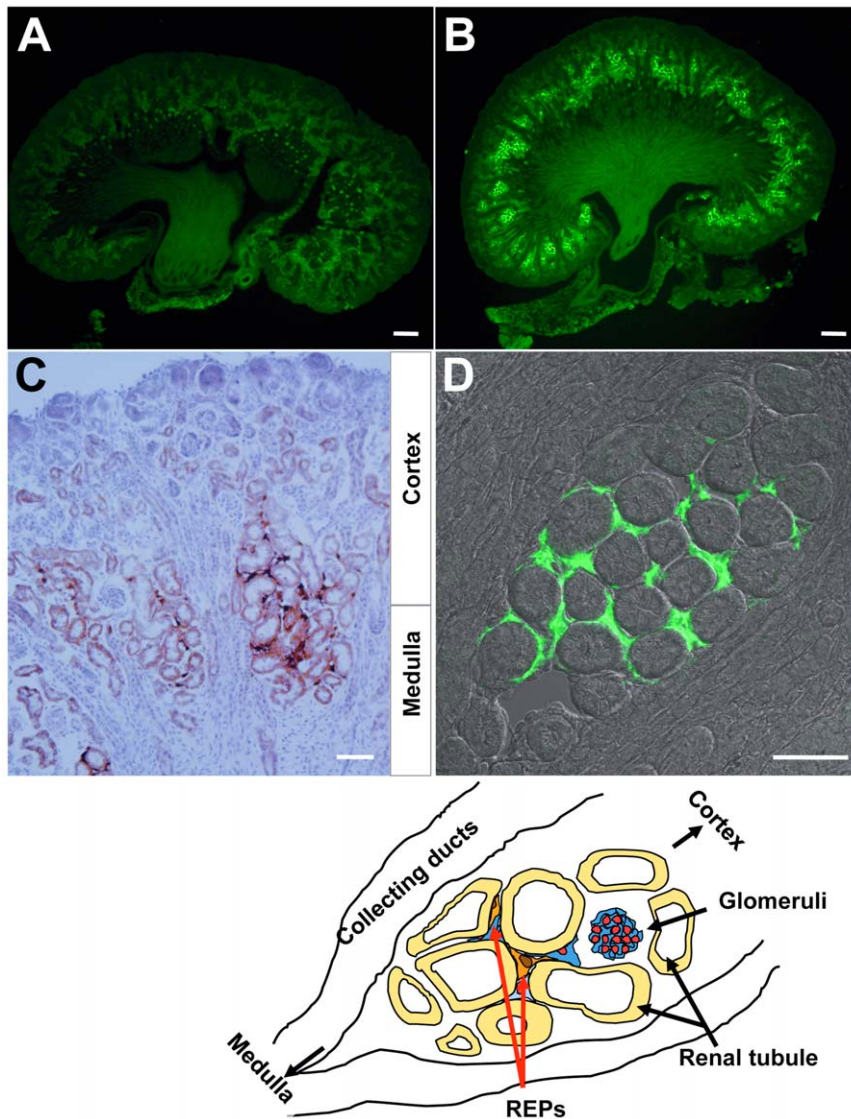 A
B
C
Cortex
Medulla
D
Collecting ducts
Cortex
Glomeruli
Renal tubule
Medulla
REPs